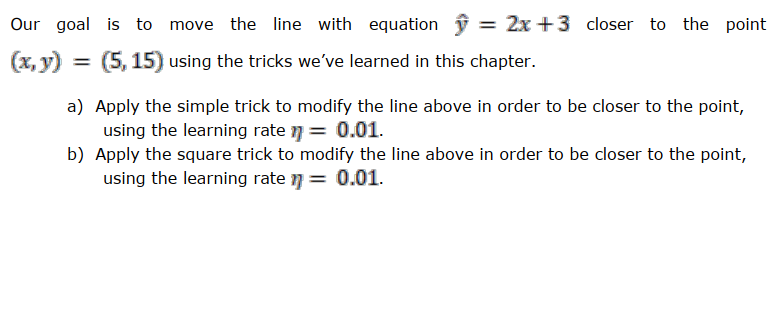 Our goal is to move the line with equation ŷ = 2x + 3 closer to the point
(x, y) = (5, 15) using the tricks we’ve learned in this chapter.
a) Apply the simple trick to modify the line above in order to be closer to the point,
using the learning rate η = 0.01.
b) Apply the square trick to modify the line above in order to be closer to the point,
using the learning rate η = 0.01.